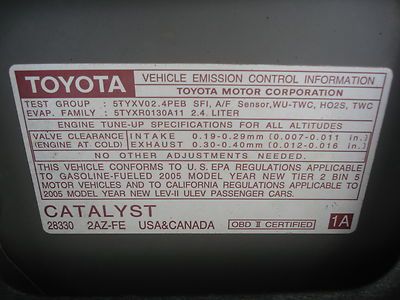 TOYOTA
VEHICLE EMISSION CONTROL INFORMATION
TOYOTA MOTOR CORPORATION
TEST GROUP : 5TYXV02.4PEB SFI, A/F Sensor,WU-TWC, HO2S, TWC
EVAP. FAMILY : 5TYXR0130A11 2.4 LITER
ENGINE TUNE-UP SPECIFICATIONS FOR ALL ALTITUDES
VALVE CLEARANCE INTAKE 0.19-0.29mm (0.007-0.011 in.)
(ENGINE AT COLD) EXHAUST 0.30-0.40mm (0.012-0.016 in.)
NO OTHER ADJUSTMENTS NEEDED.
THIS VEHICLE CONFORMS TO U.S. EPA REGULATIONS APPLICABLE
TO GASOLINE-FUELED 2005 MODEL YEAR NEW TIER 2 BIN 5
MOTOR VEHICLES AND TO CALIFORNIA REGULATIONS APPLICABLE
TO 2005 MODEL YEAR NEW LEV-II ULEV PASSENGER CARS.
CATALYST
28330 2AZ-FE USA&CANADA OBD II CERTIFIED 1A